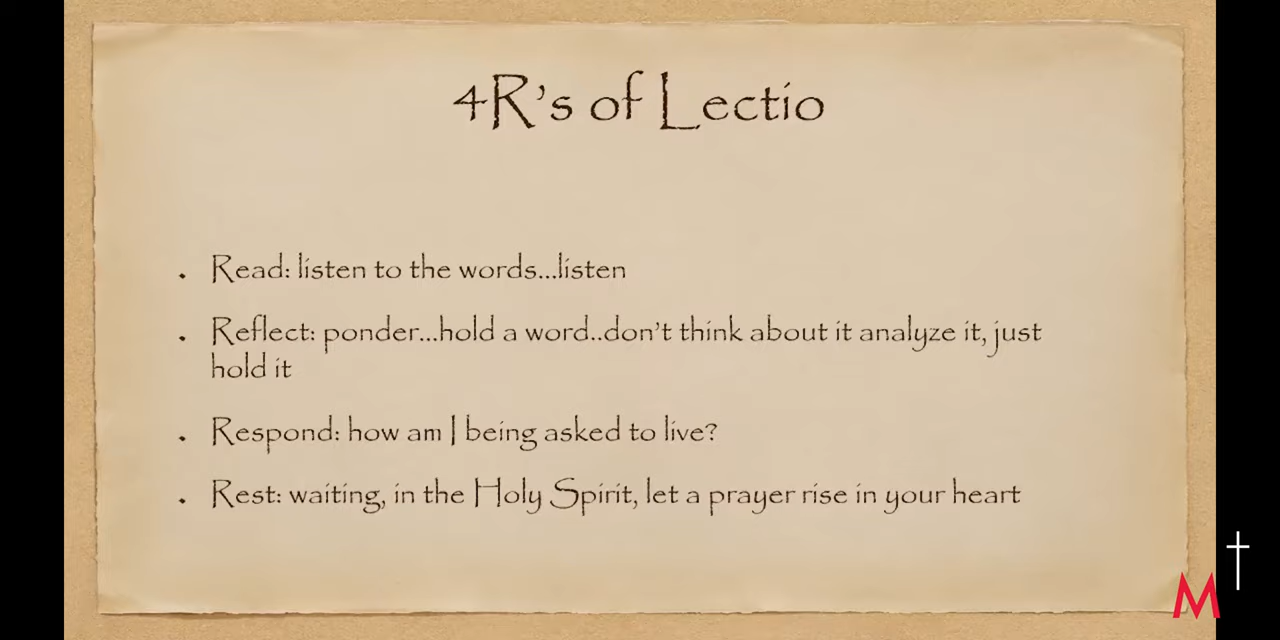 4R's of Lectio
. Read: listen to the words...listen
. Reflect: ponder...hold a word..don't think about it analyze it, just
hold it
. Respond: how am I being asked to live?
. Rest: waiting, in the Holy Spirit, let a prayer rise in your heart
M